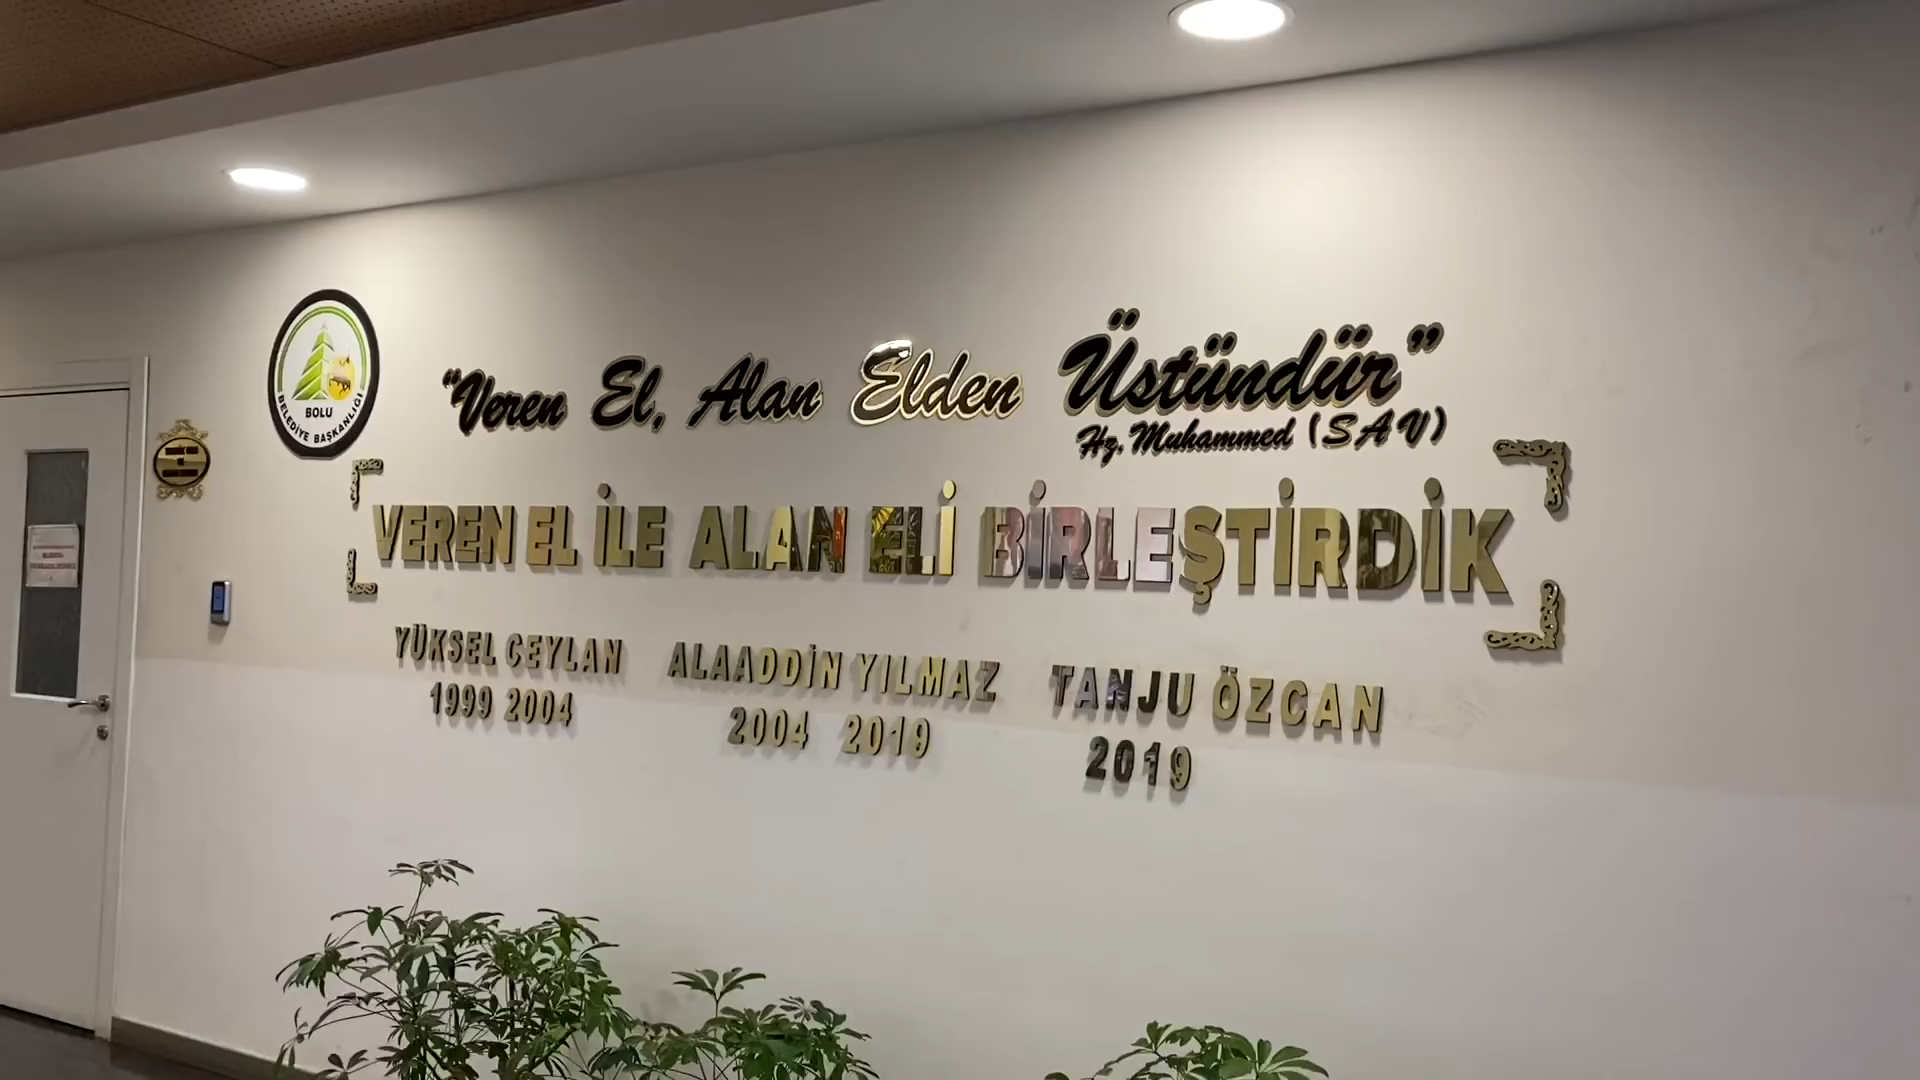 BOLU
BELEDİYE BAŞKANLIĞI
“Veren El, Alan Elden Üstündür”
Hz. Muhammed (SAV)
VEREN EL İLE ALAN ELİ BİRLEŞTİRDİK
YÜKSEL CEYLAN
1999 2004
ALAADDİN YILMAZ
2004 2019
TANJU ÖZCAN
2019